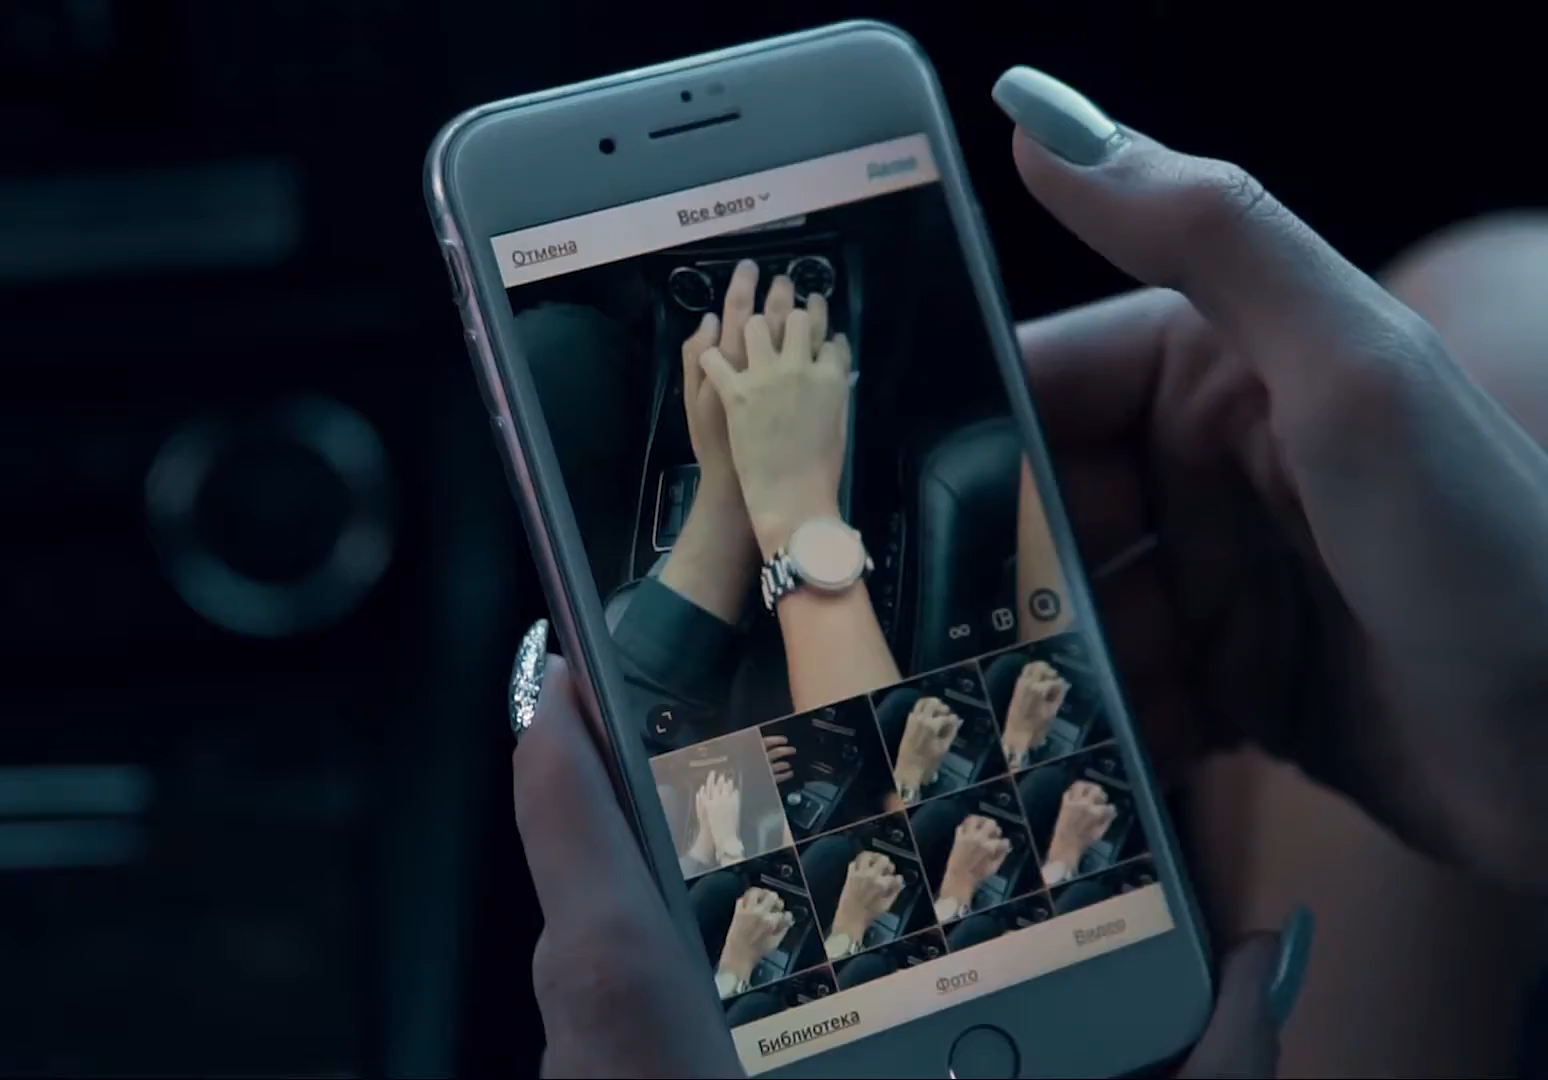 Далее
Все фото
Отмена
Видео
Фото
Библиотека